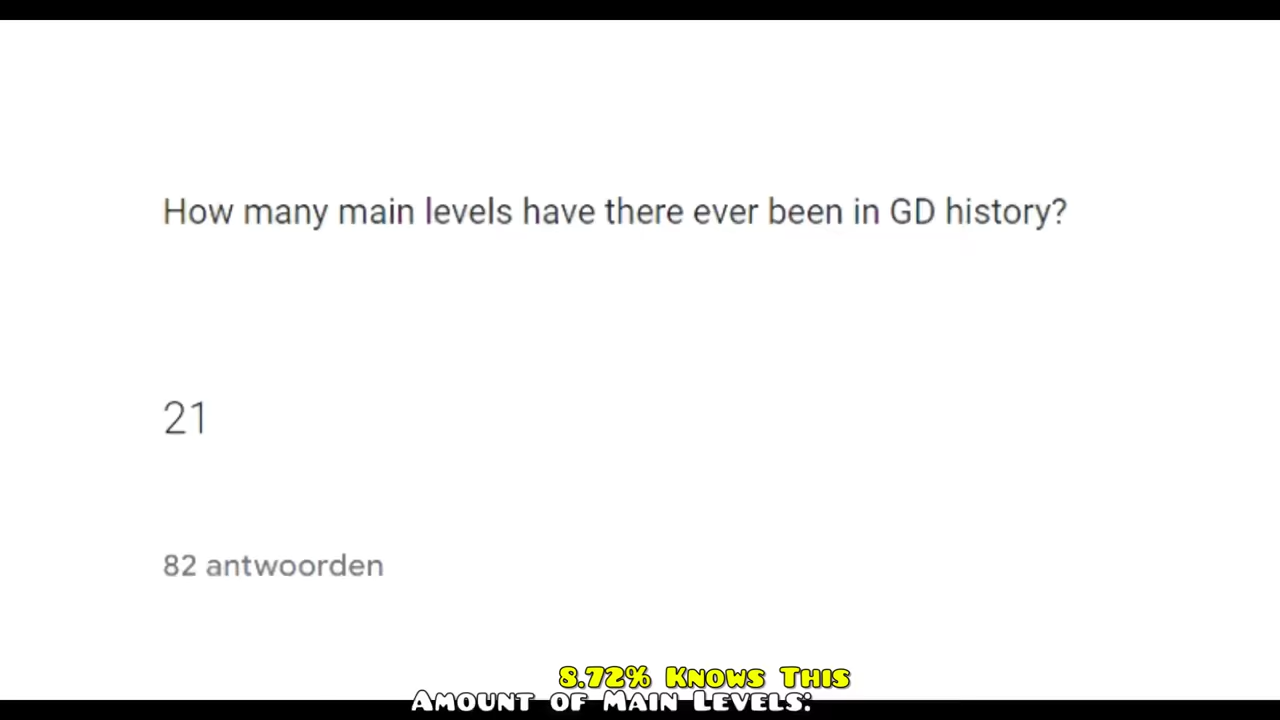 How many main levels have there ever been in GD history?
21
82 antwoorden
8.72% Knows This
Amount of Main Levels: